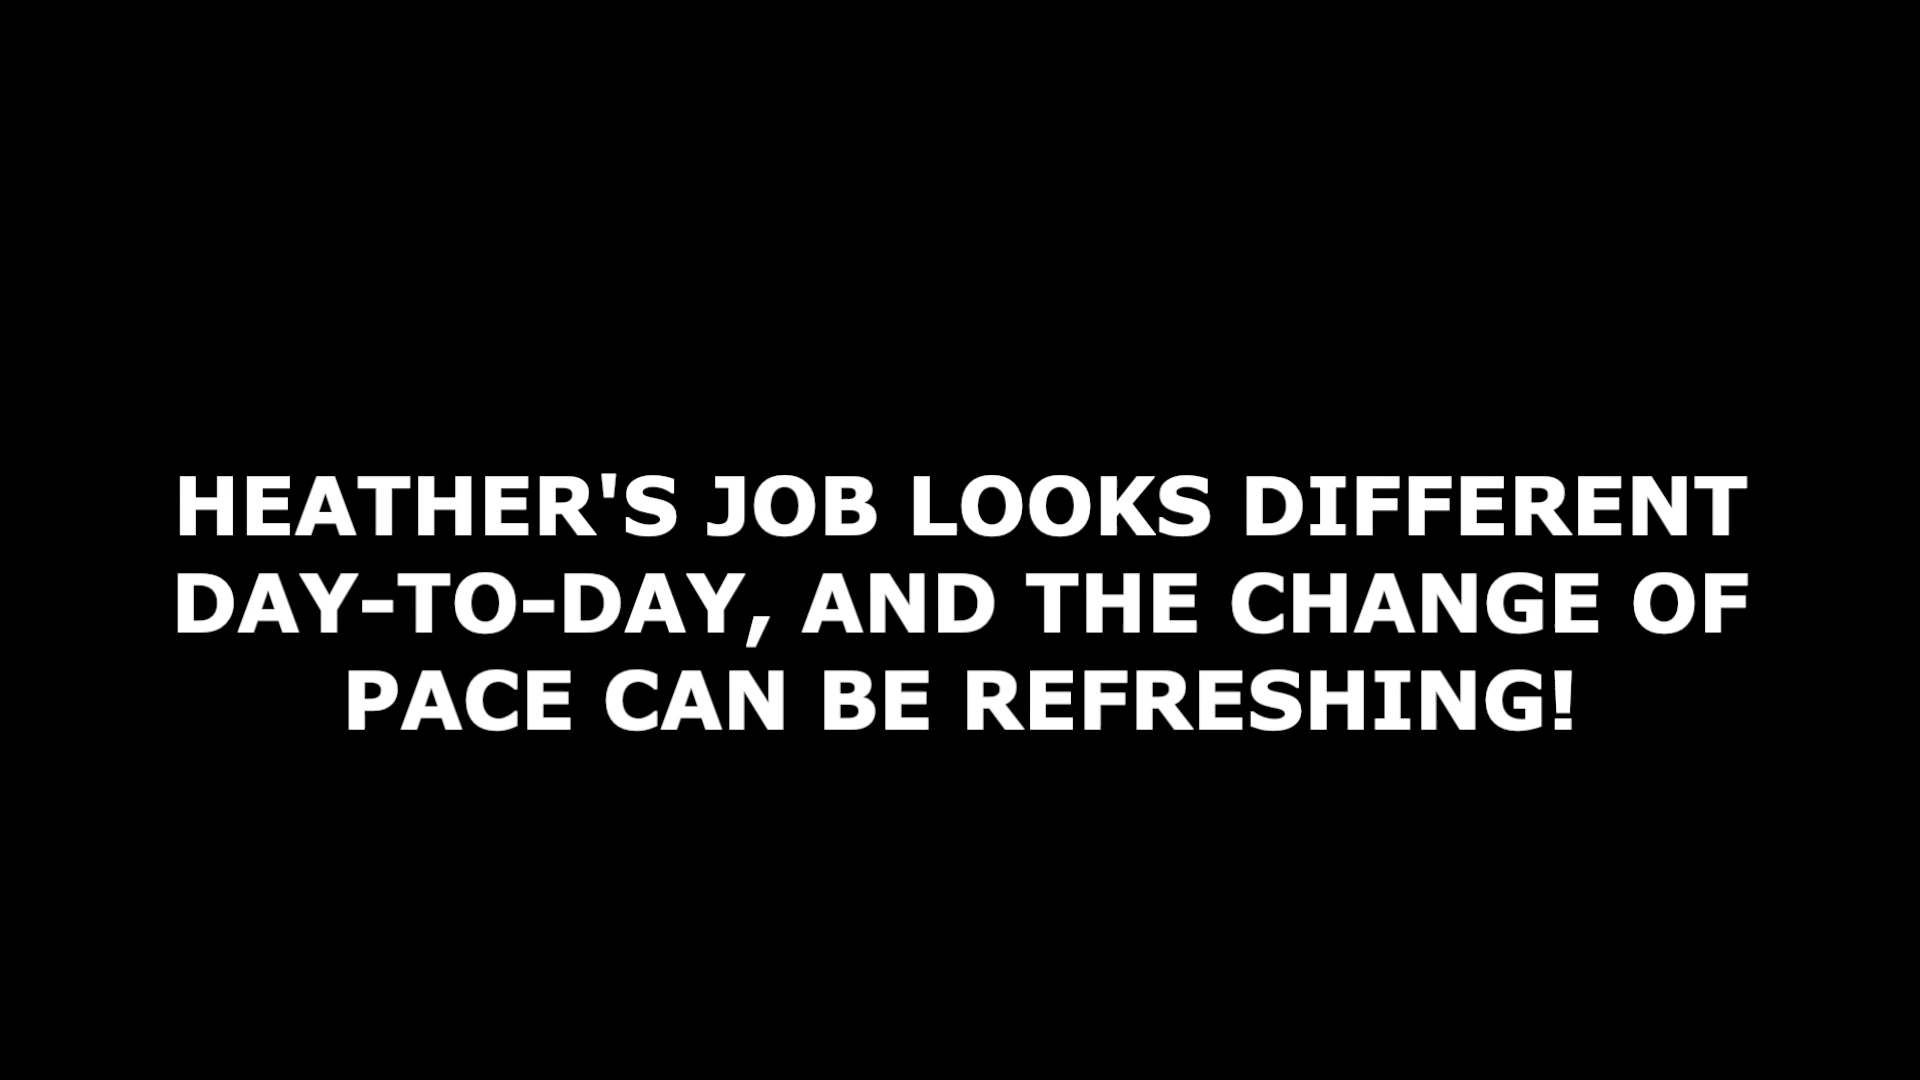 HEATHER'S JOB LOOKS DIFFERENT
DAY-TO-DAY, AND THE CHANGE OF
PACE CAN BE REFRESHING!